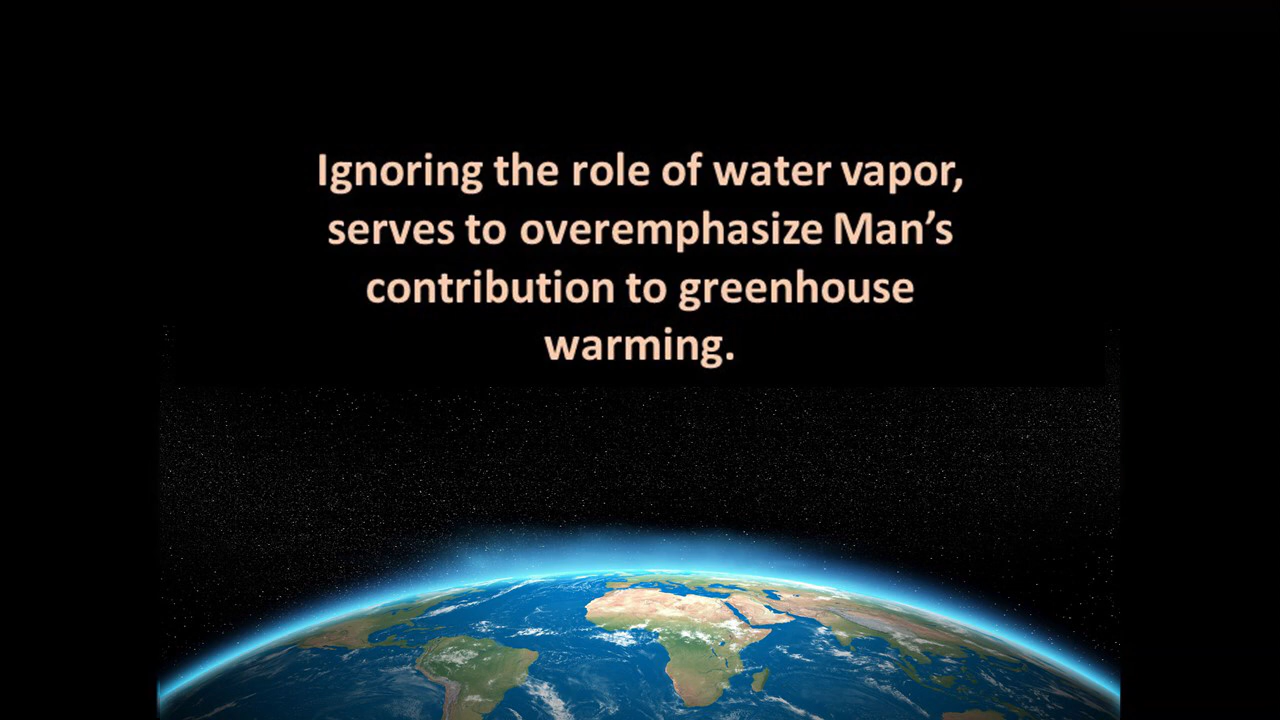 Ignoring the role of water vapor,
serves to overemphasize Man’s
contribution to greenhouse
warming.